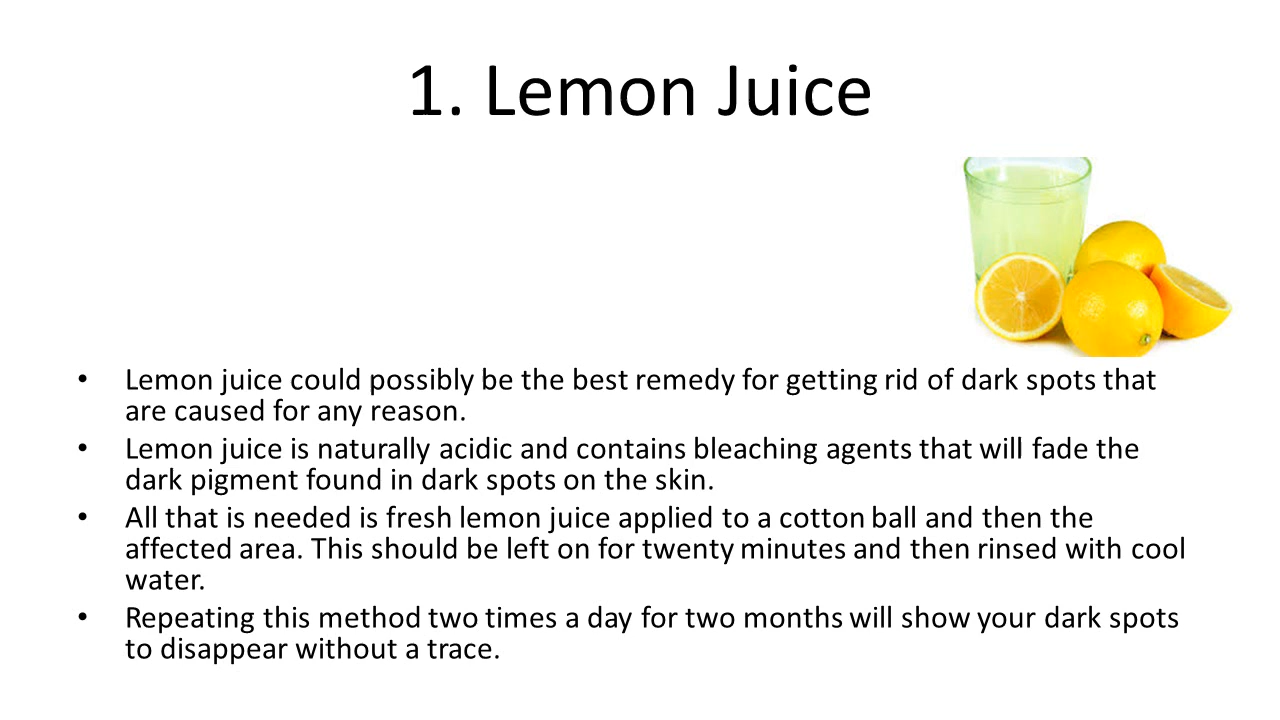 1. Lemon Juice
• Lemon juice could possibly be the best remedy for getting rid of dark spots that
are caused for any reason.
• Lemon juice is naturally acidic and contains bleaching agents that will fade the
dark pigment found in dark spots on the skin.
• All that is needed is fresh lemon juice applied to a cotton ball and then the
affected area. This should be left on for twenty minutes and then rinsed with cool
water.
• Repeating this method two times a day for two months will show your dark spots
to disappear without a trace.